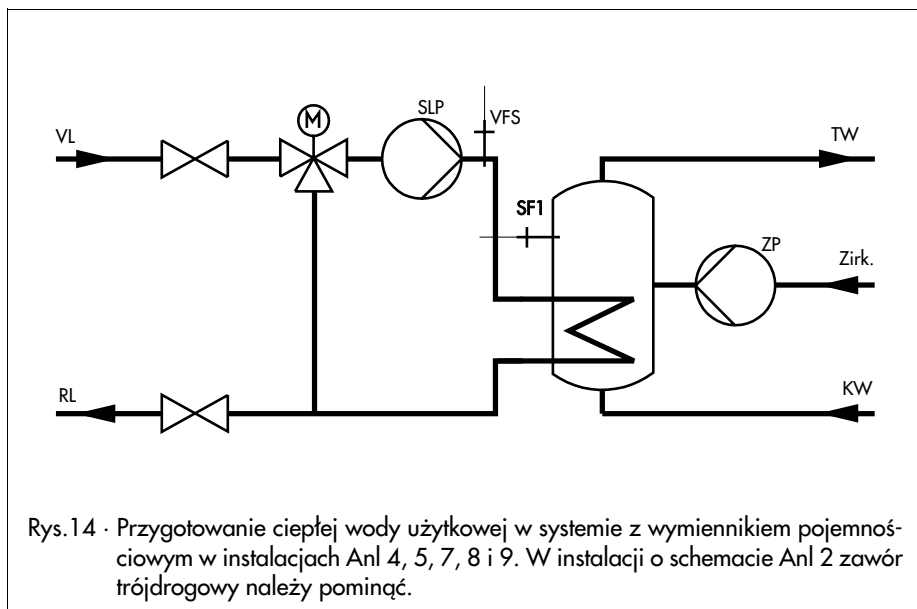 M
SLP
VFS
VL
TW
SF1
ZP
Zirk.
RL
KW
Rys.14 · Przygotowanie ciepłej wody użytkowej w systemie z wymiennikiem pojemnoś-
ciowym w instalacjach Anl 4, 5, 7, 8 i 9. W instalacji o schemacie Anl 2 zawór
trójdrogowy należy pominąć.